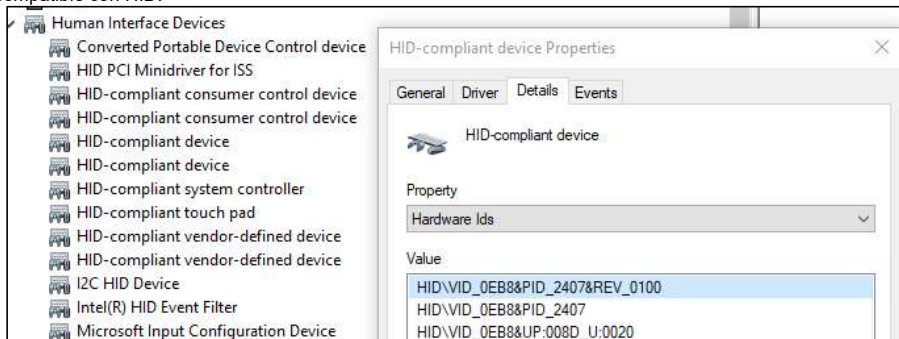 Human Interface Devices
Converted Portable Device Control device
HID PCI Minidriver for ISS
HID-compliant consumer control device
HID-compliant consumer control device
HID-compliant device
HID-compliant device
HID-compliant system controller
HID-compliant touch pad
HID-compliant vendor-defined device
HID-compliant vendor-defined device
I2C HID Device
Intel(R) HID Event Filter
Microsoft Input Configuration Device
HID-compliant device Properties
General Driver Details Events
HID-compliant device
Property
Hardware Ids
Value
HID\VID_0EB8&PID_2407&REV_0100
HID\VID_0EB8&PID_2407
HID\VID_0EB8&UP:008D_U:0020